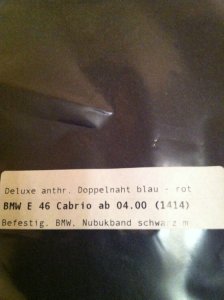 Deluxe anthr. Doppelnaht blau - rot
BMW E 46 Cabrio ab 04.00 (1414)
Befestig. BMW, Nubukband schwarz m